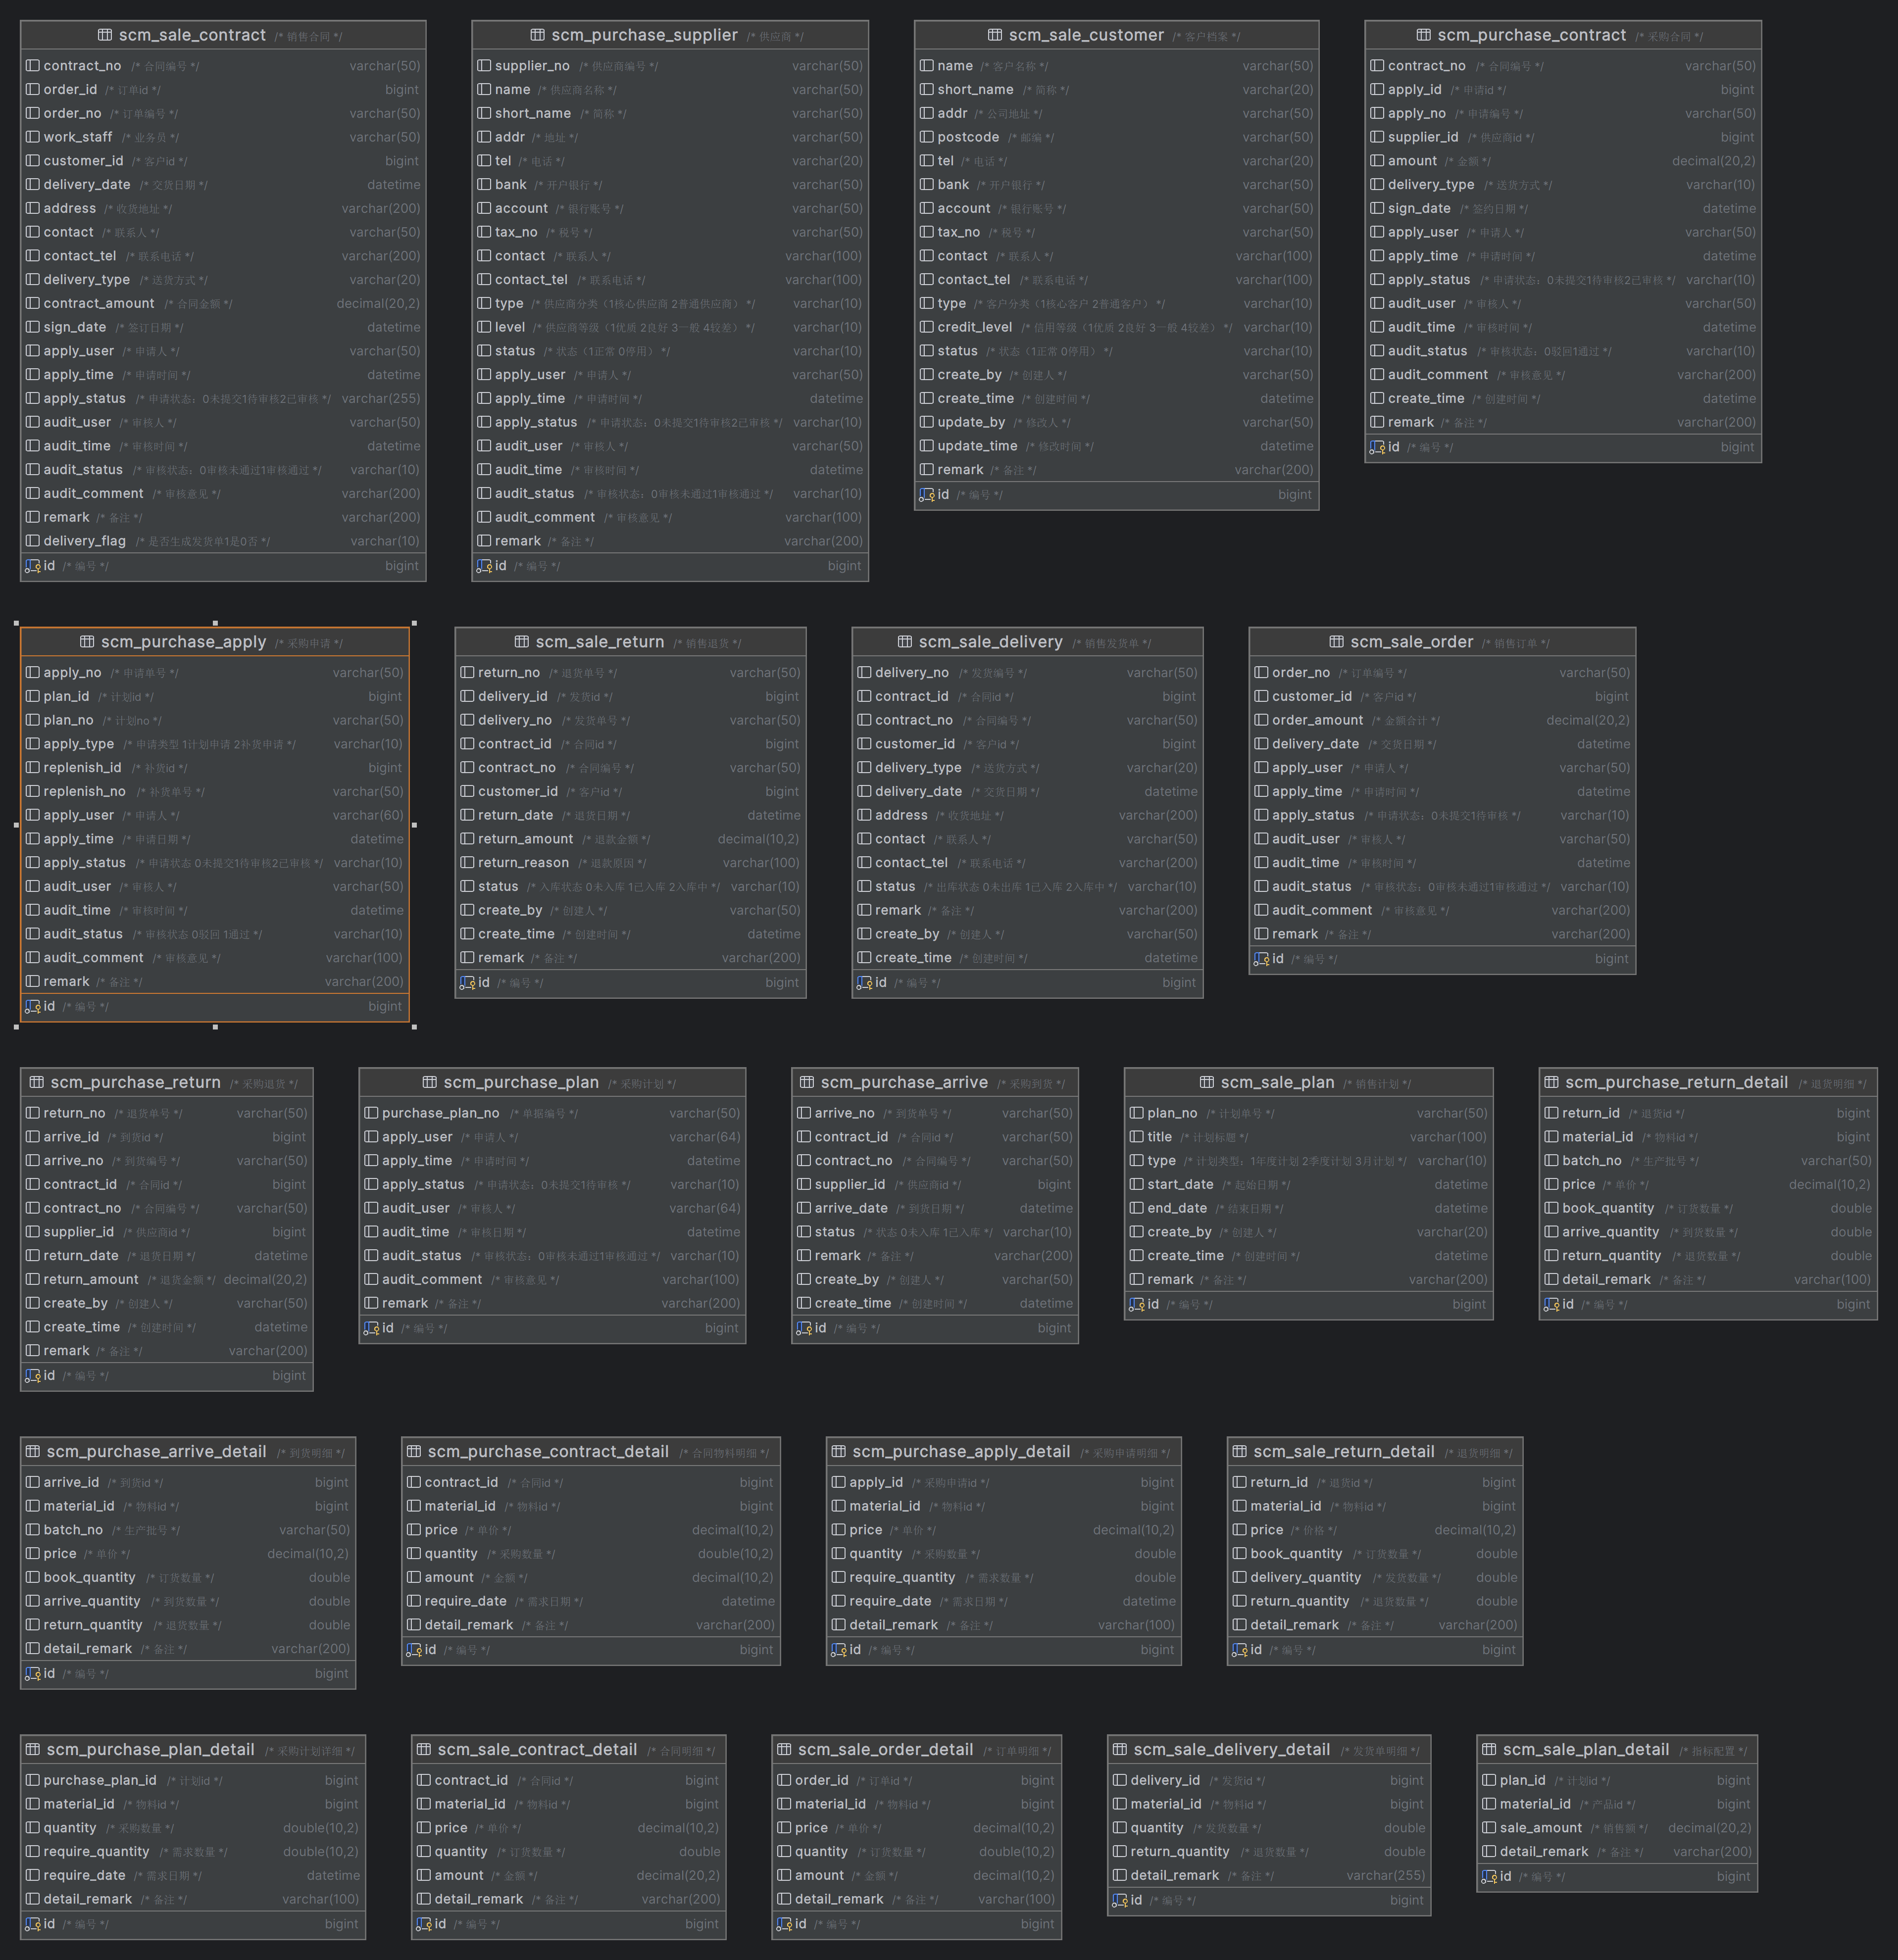 scm_sale_contract /* 销售合同 */
contract_no /* 合同编号 */ varchar(50)
order_id /* 订单id */ bigint
order_no /* 订单编号 */ varchar(50)
work_staff /* 业务员 */ varchar(50)
customer_id /* 客户id */ bigint
delivery_date /* 交货日期 */ datetime
address /* 收货地址 */ varchar(200)
contact /* 联系人 */ varchar(50)
contact_tel /* 联系电话 */ varchar(200)
delivery_type /* 送货方式 */ varchar(20)
contract_amount /* 合同金额 */ decimal(20,2)
sign_date /* 签订日期 */ datetime
apply_user /* 申请人 */ varchar(50)
apply_time /* 申请时间 */ datetime
apply_status /* 申请状态：0未提交1待审核2已审核 */ varchar(255)
audit_user /* 审核人 */ varchar(50)
audit_time /* 审核时间 */ datetime
audit_status /* 审核状态：0审核未通过1审核通过 */ varchar(10)
audit_comment /* 审核意见 */ varchar(200)
remark /* 备注 */ varchar(200)
delivery_flag /* 是否生成发货单1是0否 */ varchar(10)
id /* 编号 */ bigint
scm_purchase_supplier /* 供应商 */
supplier_no /* 供应商编号 */ varchar(50)
name /* 供应商名称 */ varchar(50)
short_name /* 简称 */ varchar(50)
addr /* 地址 */ varchar(50)
tel /* 电话 */ varchar(20)
bank /* 开户银行 */ varchar(50)
account /* 银行账号 */ varchar(50)
tax_no /* 税号 */ varchar(50)
contact /* 联系人 */ varchar(100)
contact_tel /* 联系电话 */ varchar(100)
type /* 供应商分类（1核心供应商 2普通供应商） */ varchar(10)
level /* 供应商等级（1优质 2良好 3一般 4较差） */ varchar(10)
status /* 状态（1正常 0停用） */ varchar(10)
apply_user /* 申请人 */ varchar(50)
apply_time /* 申请时间 */ datetime
apply_status /* 申请状态：0未提交1待审核2已审核 */ varchar(10)
audit_user /* 审核人 */ varchar(50)
audit_time /* 审核时间 */ datetime
audit_status /* 审核状态：0审核未通过1审核通过 */ varchar(10)
audit_comment /* 审核意见 */ varchar(100)
remark /* 备注 */ varchar(200)
id /* 编号 */ bigint
scm_sale_customer /* 客户档案 */
name /* 客户名称 */ varchar(50)
short_name /* 简称 */ varchar(20)
addr /* 公司地址 */ varchar(50)
postcode /* 邮编 */ varchar(50)
tel /* 电话 */ varchar(20)
bank /* 开户银行 */ varchar(50)
account /* 银行账号 */ varchar(50)
tax_no /* 税号 */ varchar(50)
contact /* 联系人 */ varchar(100)
contact_tel /* 联系电话 */ varchar(100)
type /* 客户分类（1核心客户 2普通客户） */ varchar(10)
credit_level /* 信用等级（1优质 2良好 3一般 4较差） */ varchar(10)
status /* 状态（1正常 0停用） */ varchar(10)
create_by /* 创建人 */ varchar(50)
create_time /* 创建时间 */ datetime
update_by /* 修改人 */ varchar(50)
update_time /* 修改时间 */ datetime
remark /* 备注 */ varchar(200)
id /* 编号 */ bigint
scm_purchase_contract /* 采购合同 */
contract_no /* 合同编号 */ varchar(50)
apply_id /* 申请id */ bigint
apply_no /* 申请编号 */ varchar(50)
supplier_id /* 供应商id */ bigint
amount /* 金额 */ decimal(20,2)
delivery_type /* 送货方式 */ varchar(10)
sign_date /* 签约日期 */ datetime
apply_user /* 申请人 */ varchar(50)
apply_time /* 申请时间 */ datetime
apply_status /* 申请状态：0未提交1待审核2已审核 */ varchar(10)
audit_user /* 审核人 */ varchar(50)
audit_time /* 审核时间 */ datetime
audit_status /* 审核状态：0驳回1通过 */ varchar(10)
audit_comment /* 审核意见 */ varchar(200)
create_time /* 创建时间 */ datetime
remark /* 备注 */ varchar(200)
id /* 编号 */ bigint
scm_purchase_apply /* 采购申请 */
apply_no /* 申请单号 */ varchar(50)
plan_id /* 计划id */ bigint
plan_no /* 计划no */ varchar(50)
apply_type /* 申请类型 1计划申请 2补货申请 */ varchar(10)
replenish_id /* 补货id */ bigint
replenish_no /* 补货单号 */ varchar(50)
apply_user /* 申请人 */ varchar(60)
apply_time /* 申请日期 */ datetime
apply_status /* 申请状态 0未提交1待审核2已审核 */ varchar(10)
audit_user /* 审核人 */ varchar(50)
audit_time /* 审核时间 */ datetime
audit_status /* 审核状态 0驳回 1通过 */ varchar(10)
audit_comment /* 审核意见 */ varchar(100)
remark /* 备注 */ varchar(200)
id /* 编号 */ bigint
scm_sale_return /* 销售退货 */
return_no /* 退货单号 */ varchar(50)
delivery_id /* 发货id */ bigint
delivery_no /* 发货单号 */ varchar(50)
contract_id /* 合同id */ bigint
contract_no /* 合同编号 */ varchar(50)
customer_id /* 客户id */ bigint
return_date /* 退货日期 */ datetime
return_amount /* 退款金额 */ decimal(10,2)
return_reason /* 退款原因 */ varchar(100)
status /* 入库状态 0未入库 1已入库 2入库中 */ varchar(10)
create_by /* 创建人 */ varchar(50)
create_time /* 创建时间 */ datetime
remark /* 备注 */ varchar(200)
id /* 编号 */ bigint
scm_sale_delivery /* 销售发货单 */
delivery_no /* 发货编号 */ varchar(50)
contract_id /* 合同id */ bigint
contract_no /* 合同编号 */ varchar(50)
customer_id /* 客户id */ bigint
delivery_type /* 送货方式 */ varchar(20)
delivery_date /* 交货日期 */ datetime
address /* 收货地址 */ varchar(200)
contact /* 联系人 */ varchar(50)
contact_tel /* 联系电话 */ varchar(200)
status /* 出库状态 0未出库 1已入库 2入库中 */ varchar(10)
remark /* 备注 */ varchar(200)
create_by /* 创建人 */ varchar(50)
create_time /* 创建时间 */ datetime
id /* 编号 */ bigint
scm_sale_order /* 销售订单 */
order_no /* 订单编号 */ varchar(50)
customer_id /* 客户id */ bigint
order_amount /* 金额合计 */ decimal(20,2)
delivery_date /* 交货日期 */ datetime
apply_user /* 申请人 */ varchar(50)
apply_time /* 申请时间 */ datetime
apply_status /* 申请状态：0未提交1待审核 */ varchar(10)
audit_user /* 审核人 */ varchar(50)
audit_time /* 审核时间 */ datetime
audit_status /* 审核状态：0审核未通过1审核通过 */ varchar(10)
audit_comment /* 审核意见 */ varchar(200)
remark /* 备注 */ varchar(200)
id /* 编号 */ bigint
scm_purchase_return /* 采购退货 */
return_no /* 退货单号 */ varchar(50)
arrive_id /* 到货id */ bigint
arrive_no /* 到货编号 */ varchar(50)
contract_id /* 合同id */ bigint
contract_no /* 合同编号 */ varchar(50)
supplier_id /* 供应商id */ bigint
return_date /* 退货日期 */ datetime
return_amount /* 退货金额 */ decimal(20,2)
create_by /* 创建人 */ varchar(50)
create_time /* 创建时间 */ datetime
remark /* 备注 */ varchar(200)
id /* 编号 */ bigint
scm_purchase_plan /* 采购计划 */
purchase_plan_no /* 单据编号 */ varchar(50)
apply_user /* 申请人 */ varchar(64)
apply_time /* 申请时间 */ datetime
apply_status /* 申请状态：0未提交1待审核 */ varchar(10)
audit_user /* 审核人 */ varchar(64)
audit_time /* 审核日期 */ datetime
audit_status /* 审核状态：0审核未通过1审核通过 */ varchar(10)
audit_comment /* 审核意见 */ varchar(100)
remark /* 备注 */ varchar(200)
id /* 编号 */ bigint
scm_purchase_arrive /* 采购到货 */
arrive_no /* 到货单号 */ varchar(50)
contract_id /* 合同id */ varchar(50)
contract_no /* 合同编号 */ varchar(50)
supplier_id /* 供应商id */ bigint
arrive_date /* 到货日期 */ datetime
status /* 状态 0未入库 1已入库 */ varchar(10)
remark /* 备注 */ varchar(200)
create_by /* 创建人 */ varchar(50)
create_time /* 创建时间 */ datetime
id /* 编号 */ bigint
scm_sale_plan /* 销售计划 */
plan_no /* 计划单号 */ varchar(50)
title /* 计划标题 */ varchar(100)
type /* 计划类型：1年度计划 2季度计划 3月计划 */ varchar(10)
start_date /* 起始日期 */ datetime
end_date /* 结束日期 */ datetime
create_by /* 创建人 */ varchar(20)
create_time /* 创建时间 */ datetime
remark /* 备注 */ varchar(200)
id /* 编号 */ bigint
scm_purchase_return_detail /* 退货明细 */
return_id /* 退货id */ bigint
material_id /* 物料id */ bigint
batch_no /* 生产批号 */ varchar(50)
price /* 单价 */ decimal(10,2)
book_quantity /* 订货数量 */ double
arrive_quantity /* 到货数量 */ double
return_quantity /* 退货数量 */ double
detail_remark /* 备注 */ varchar(100)
id /* 编号 */ bigint
scm_purchase_arrive_detail /* 到货明细 */
arrive_id /* 到货id */ bigint
material_id /* 物料id */ bigint
batch_no /* 生产批号 */ varchar(50)
price /* 单价 */ decimal(10,2)
book_quantity /* 订货数量 */ double
arrive_quantity /* 到货数量 */ double
return_quantity /* 退货数量 */ double
detail_remark /* 备注 */ varchar(200)
id /* 编号 */ bigint
scm_purchase_contract_detail /* 合同物料明细 */
contract_id /* 合同id */ bigint
material_id /* 物料id */ bigint
price /* 单价 */ decimal(10,2)
quantity /* 采购数量 */ double(10,2)
amount /* 金额 */ decimal(10,2)
require_date /* 需求日期 */ datetime
detail_remark /* 备注 */ varchar(200)
id /* 编号 */ bigint
scm_purchase_apply_detail /* 采购申请明细 */
apply_id /* 采购申请id */ bigint
material_id /* 物料id */ bigint
price /* 单价 */ decimal(10,2)
quantity /* 采购数量 */ double
require_quantity /* 需求数量 */ double
require_date /* 需求日期 */ datetime
detail_remark /* 备注 */ varchar(100)
id /* 编号 */ bigint
scm_sale_return_detail /* 退货明细 */
return_id /* 退货id */ bigint
material_id /* 物料id */ bigint
price /* 价格 */ decimal(10,2)
book_quantity /* 订货数量 */ double
delivery_quantity /* 发货数量 */ double
return_quantity /* 退货数量 */ double
detail_remark /* 备注 */ varchar(200)
id /* 编号 */ bigint
scm_purchase_plan_detail /* 采购计划详细 */
purchase_plan_id /* 计划id */ bigint
material_id /* 物料id */ bigint
quantity /* 采购数量 */ double(10,2)
require_quantity /* 需求数量 */ double(10,2)
require_date /* 需求日期 */ datetime
detail_remark /* 备注 */ varchar(100)
id /* 编号 */ bigint
scm_sale_contract_detail /* 合同明细 */
contract_id /* 合同id */ bigint
material_id /* 物料id */ bigint
price /* 单价 */ decimal(10,2)
quantity /* 订货数量 */ double
amount /* 金额 */ decimal(20,2)
detail_remark /* 备注 */ varchar(200)
id /* 编号 */ bigint
scm_sale_order_detail /* 订单明细 */
order_id /* 订单id */ bigint
material_id /* 物料id */ bigint
price /* 单价 */ decimal(10,2)
quantity /* 订货数量 */ double(10,2)
amount /* 金额 */ decimal(10,2)
detail_remark /* 备注 */ varchar(100)
id /* 编号 */ bigint
scm_sale_delivery_detail /* 发货单明细 */
delivery_id /* 发货id */ bigint
material_id /* 物料id */ bigint
quantity /* 发货数量 */ double
return_quantity /* 退货数量 */ double
detail_remark /* 备注 */ varchar(255)
id /* 编号 */ bigint
scm_sale_plan_detail /* 指标配置 */
plan_id /* 计划id */ bigint
material_id /* 产品id */ bigint
sale_amount /* 销售额 */ decimal(20,2)
detail_remark /* 备注 */ varchar(200)
id /* 编号 */ bigint